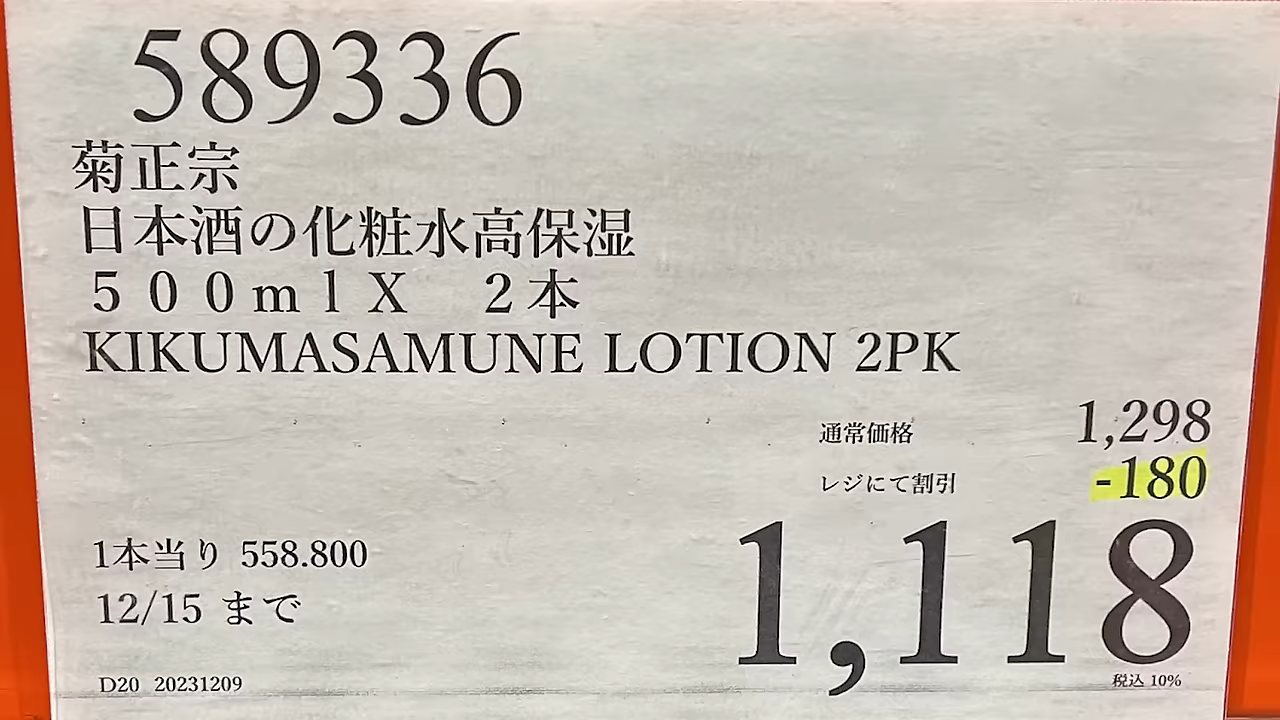 589336
菊正宗
日本酒の化粧水高保湿
５００ｍｌＸ　２本
KIKUMASAMUNE LOTION 2PK
通常価格 1,298
レジにて割引 -180
1,118
1本当り 558.800
12/15 まで
D20 20231209
税込 10%